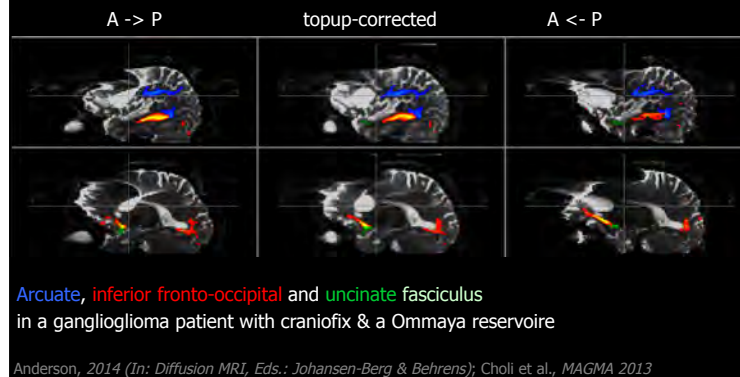 A -> P topup-corrected A <- P
Arcuate, inferior fronto-occipital and uncinate fasciculus
in a ganglioglioma patient with craniofix & a Ommaya reservoire
Anderson, 2014 (In: Diffusion MRI, Eds.: Johansen-Berg & Behrens); Choli et al., MAGMA 2013